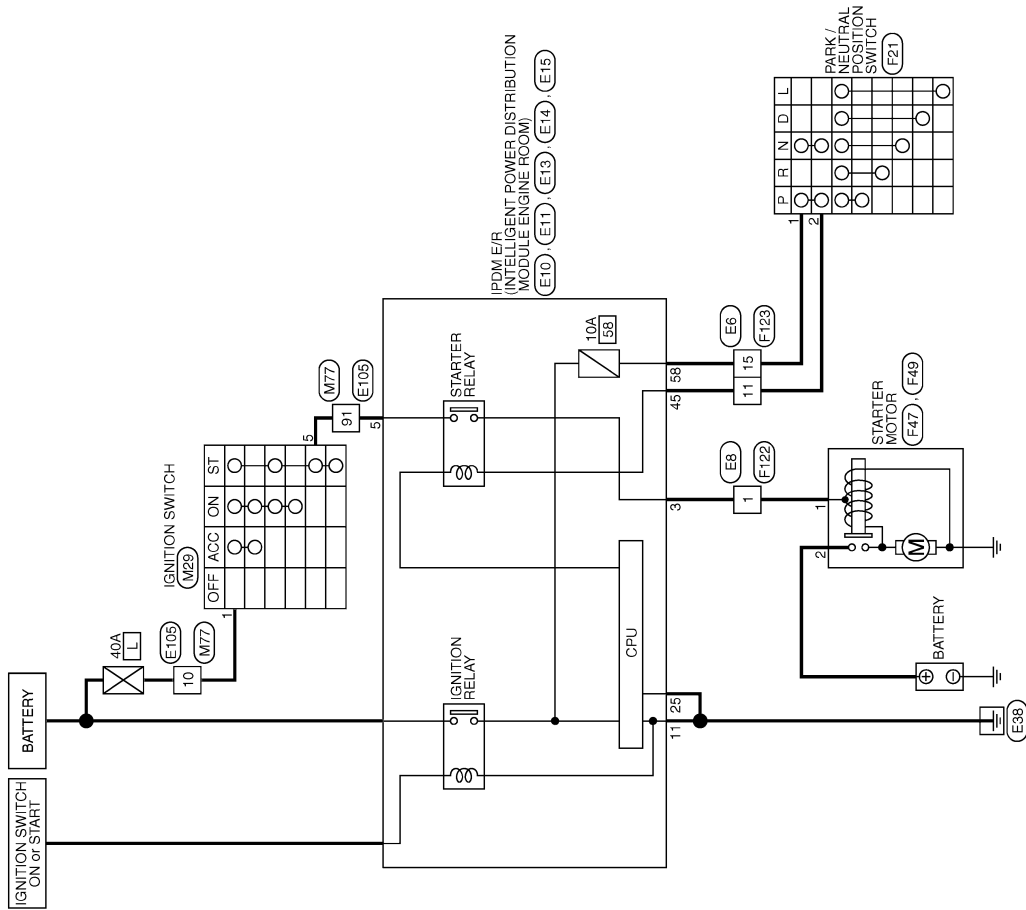 IGNITION SWITCH
ON or START
BATTERY
40A
L
E105
M77
10
1
IGNITION SWITCH
M29
OFF
ACC
ON
ST
5
M77
E105
91
5
IPDM E/R
(INTELLIGENT POWER DISTRIBUTION
MODULE ENGINE ROOM)
E10 , E11 , E13 , E14 , E15
IGNITION
RELAY
STARTER
RELAY
10A
58
CPU
11
25
3
45
58
E8
F122
1
E6
F123
11
15
PARK /
NEUTRAL
POSITION
SWITCH
F21
P
R
N
D
L
1
2
STARTER
MOTOR
F47 , F49
1
2
M
BATTERY
E38